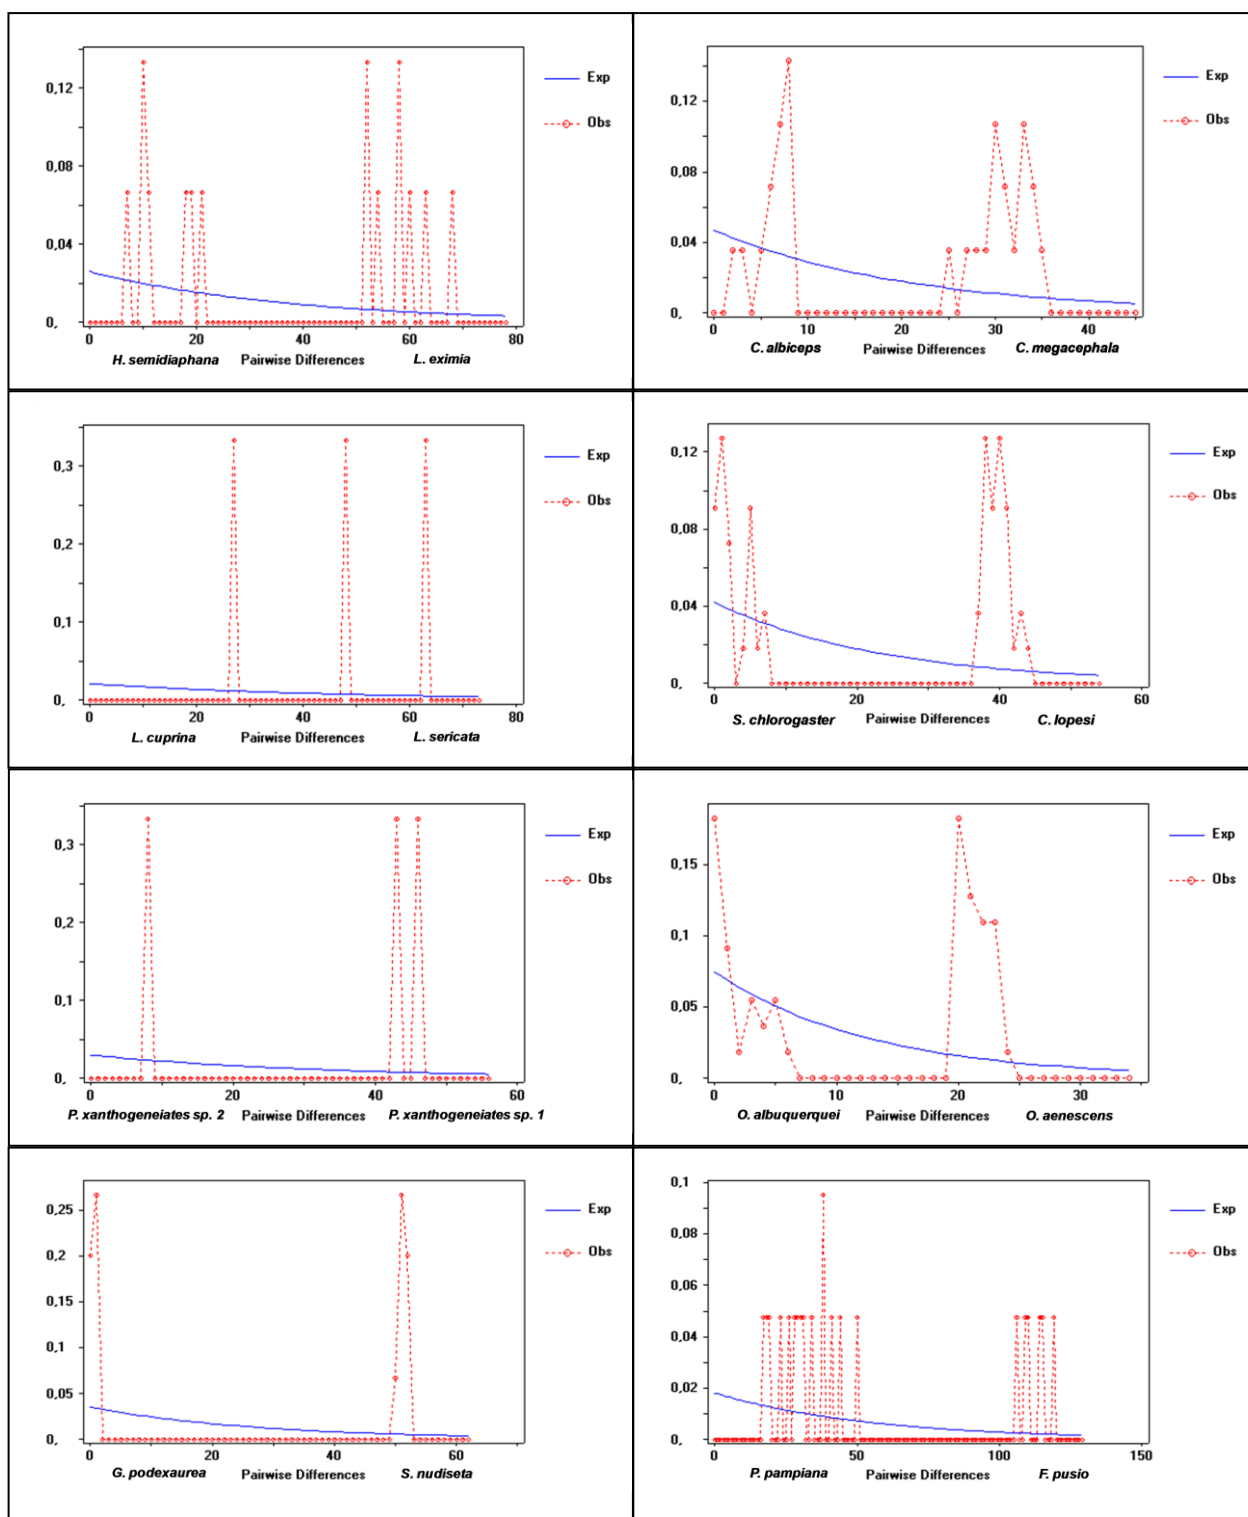 0,12
0,08
0,04
0,
0 20 40 60 80
H. semidiaphana Pairwise Differences L. eximia
Exp
Obs
0,12
0,08
0,04
0,
0 10 20 30 40
C. albiceps Pairwise Differences C. megacephala
Exp
Obs
0,3
0,2
0,1
0,
0 20 40 60 80
L. cuprina Pairwise Differences L. sericata
Exp
Obs
0,12
0,08
0,04
0,
0 20 40 60
S. chlorogaster Pairwise Differences C. lopesi
Exp
Obs
0,3
0,2
0,1
0,
0 20 40 60
P. xanthogeneiates sp. 2 Pairwise Differences P. xanthogeneiates sp. 1
Exp
Obs
0,15
0,1
0,05
0,
0 10 20 30
O. albuquerquei Pairwise Differences O. aenescens
Exp
Obs
0,25
0,2
0,15
0,1
0,05
0,
0 20 40 60
G. podexaurea Pairwise Differences S. nudiseta
Exp
Obs
0,1
0,08
0,06
0,04
0,02
0,
0 50 100 150
P. pampiana Pairwise Differences F. pusio
Exp
Obs